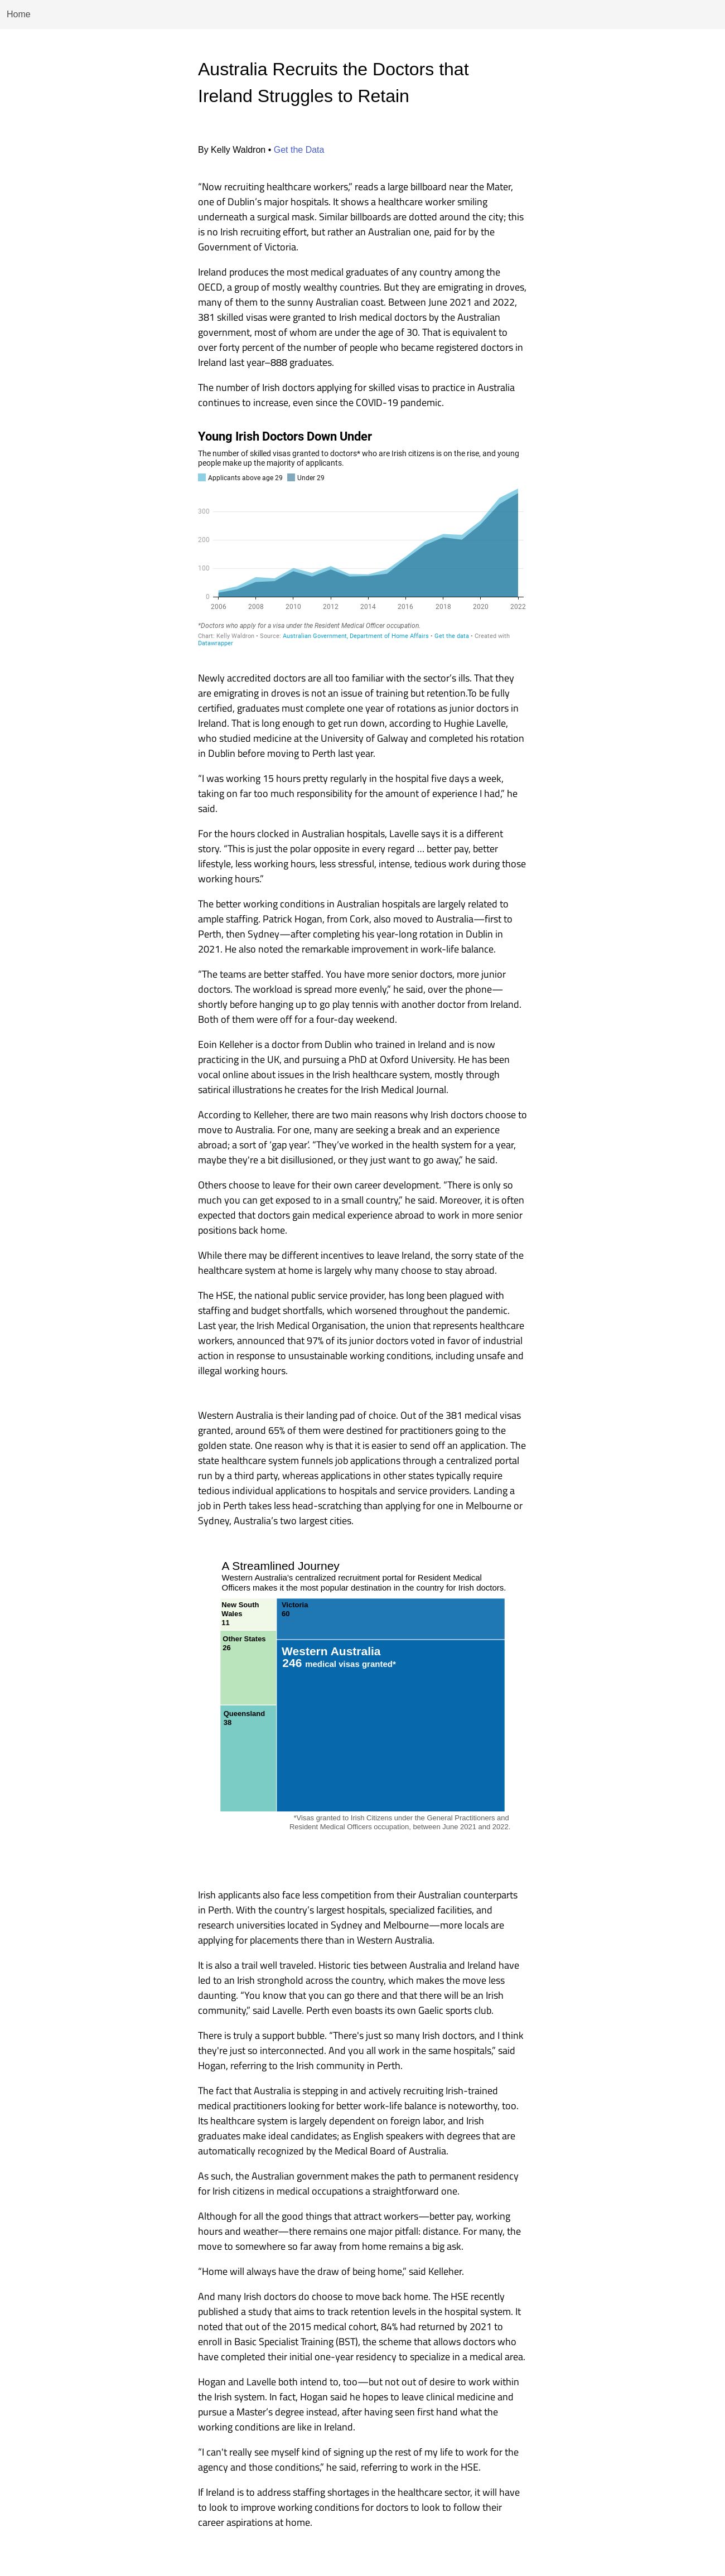 Home
Australia Recruits the Doctors that
Ireland Struggles to Retain
By Kelly Waldron • Get the Data
“Now recruiting healthcare workers,” reads a large billboard near the Mater,
one of Dublin’s major hospitals. It shows a healthcare worker smiling
underneath a surgical mask. Similar billboards are dotted around the city; this
is no Irish recruiting effort, but rather an Australian one, paid for by the
Government of Victoria.
Ireland produces the most medical graduates of any country among the
OECD, a group of mostly wealthy countries. But they are emigrating in droves,
many of them to the sunny Australian coast. Between June 2021 and 2022,
381 skilled visas were granted to Irish medical doctors by the Australian
government, most of whom are under the age of 30. That is equivalent to
over forty percent of the number of people who became registered doctors in
Ireland last year–888 graduates.
The number of Irish doctors applying for skilled visas to practice in Australia
continues to increase, even since the COVID-19 pandemic.
Young Irish Doctors Down Under
The number of skilled visas granted to doctors* who are Irish citizens is on the rise, and young
people make up the majority of applicants.
Applicants above age 29 Under 29
300
200
100
0
2006 2008 2010 2012 2014 2016 2018 2020 2022
*Doctors who apply for a visa under the Resident Medical Officer occupation.
Chart: Kelly Waldron • Source: Australian Government, Department of Home Affairs • Get the data • Created with
Datawrapper
Newly accredited doctors are all too familiar with the sector’s ills. That they
are emigrating in droves is not an issue of training but retention.To be fully
certified, graduates must complete one year of rotations as junior doctors in
Ireland. That is long enough to get run down, according to Hughie Lavelle,
who studied medicine at the University of Galway and completed his rotation
in Dublin before moving to Perth last year.
“I was working 15 hours pretty regularly in the hospital five days a week,
taking on far too much responsibility for the amount of experience I had,” he
said.
For the hours clocked in Australian hospitals, Lavelle says it is a different
story. “This is just the polar opposite in every regard … better pay, better
lifestyle, less working hours, less stressful, intense, tedious work during those
working hours.”
The better working conditions in Australian hospitals are largely related to
ample staffing. Patrick Hogan, from Cork, also moved to Australia—first to
Perth, then Sydney—after completing his year-long rotation in Dublin in
2021. He also noted the remarkable improvement in work-life balance.
“The teams are better staffed. You have more senior doctors, more junior
doctors. The workload is spread more evenly,” he said, over the phone—
shortly before hanging up to go play tennis with another doctor from Ireland.
Both of them were off for a four-day weekend.
Eoin Kelleher is a doctor from Dublin who trained in Ireland and is now
practicing in the UK, and pursuing a PhD at Oxford University. He has been
vocal online about issues in the Irish healthcare system, mostly through
satirical illustrations he creates for the Irish Medical Journal.
According to Kelleher, there are two main reasons why Irish doctors choose to
move to Australia. For one, many are seeking a break and an experience
abroad; a sort of ‘gap year’. “They’ve worked in the health system for a year,
maybe they're a bit disillusioned, or they just want to go away,” he said.
Others choose to leave for their own career development. “There is only so
much you can get exposed to in a small country,” he said. Moreover, it is often
expected that doctors gain medical experience abroad to work in more senior
positions back home.
While there may be different incentives to leave Ireland, the sorry state of the
healthcare system at home is largely why many choose to stay abroad.
The HSE, the national public service provider, has long been plagued with
staffing and budget shortfalls, which worsened throughout the pandemic.
Last year, the Irish Medical Organisation, the union that represents healthcare
workers, announced that 97% of its junior doctors voted in favor of industrial
action in response to unsustainable working conditions, including unsafe and
illegal working hours.
Western Australia is their landing pad of choice. Out of the 381 medical visas
granted, around 65% of them were destined for practitioners going to the
golden state. One reason why is that it is easier to send off an application. The
state healthcare system funnels job applications through a centralized portal
run by a third party, whereas applications in other states typically require
tedious individual applications to hospitals and service providers. Landing a
job in Perth takes less head-scratching than applying for one in Melbourne or
Sydney, Australia’s two largest cities.
A Streamlined Journey
Western Australia's centralized recruitment portal for Resident Medical
Officers makes it the most popular destination in the country for Irish doctors.
New South
Wales
11
Victoria
60
Other States
26
Western Australia
246 medical visas granted*
Queensland
38
*Visas granted to Irish Citizens under the General Practitioners and
Resident Medical Officers occupation, between June 2021 and 2022.
Irish applicants also face less competition from their Australian counterparts
in Perth. With the country’s largest hospitals, specialized facilities, and
research universities located in Sydney and Melbourne—more locals are
applying for placements there than in Western Australia.
It is also a trail well traveled. Historic ties between Australia and Ireland have
led to an Irish stronghold across the country, which makes the move less
daunting. “You know that you can go there and that there will be an Irish
community,” said Lavelle. Perth even boasts its own Gaelic sports club.
There is truly a support bubble. “There's just so many Irish doctors, and I think
they're just so interconnected. And you all work in the same hospitals,” said
Hogan, referring to the Irish community in Perth.
The fact that Australia is stepping in and actively recruiting Irish-trained
medical practitioners looking for better work-life balance is noteworthy, too.
Its healthcare system is largely dependent on foreign labor, and Irish
graduates make ideal candidates; as English speakers with degrees that are
automatically recognized by the Medical Board of Australia.
As such, the Australian government makes the path to permanent residency
for Irish citizens in medical occupations a straightforward one.
Although for all the good things that attract workers—better pay, working
hours and weather—there remains one major pitfall: distance. For many, the
move to somewhere so far away from home remains a big ask.
“Home will always have the draw of being home,” said Kelleher.
And many Irish doctors do choose to move back home. The HSE recently
published a study that aims to track retention levels in the hospital system. It
noted that out of the 2015 medical cohort, 84% had returned by 2021 to
enroll in Basic Specialist Training (BST), the scheme that allows doctors who
have completed their initial one-year residency to specialize in a medical area.
Hogan and Lavelle both intend to, too—but not out of desire to work within
the Irish system. In fact, Hogan said he hopes to leave clinical medicine and
pursue a Master’s degree instead, after having seen first hand what the
working conditions are like in Ireland.
“I can't really see myself kind of signing up the rest of my life to work for the
agency and those conditions,” he said, referring to work in the HSE.
If Ireland is to address staffing shortages in the healthcare sector, it will have
to look to improve working conditions for doctors to look to follow their
career aspirations at home.